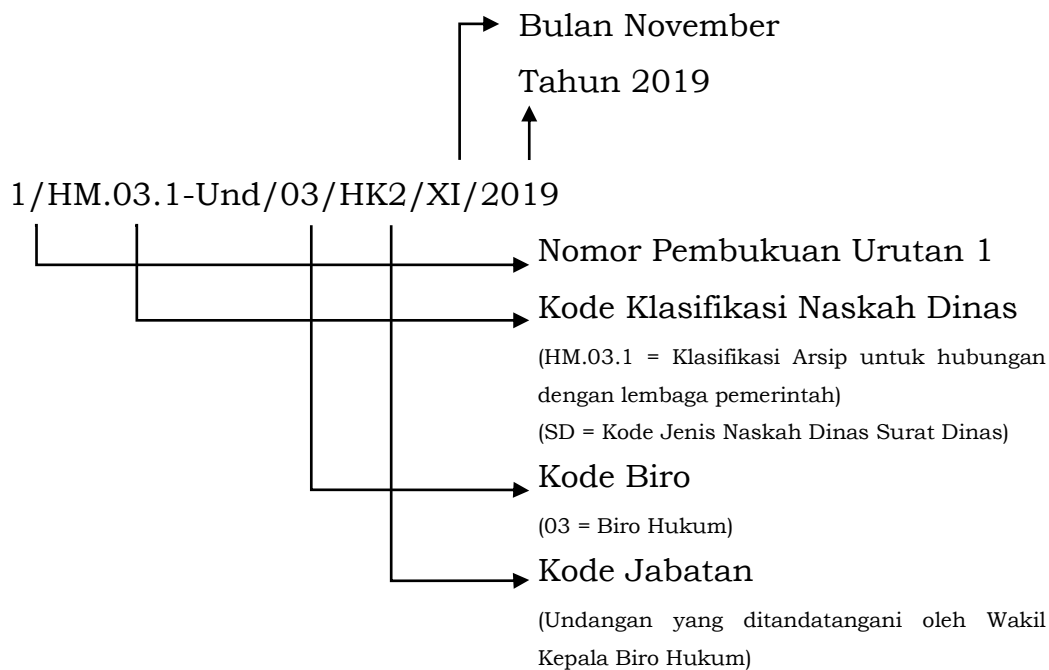 Bulan November
Tahun 2019
1/HM.03.1-Und/03/HK2/XI/2019
Nomor Pembukuan Urutan 1
Kode Klasifikasi Naskah Dinas
(HM.03.1 = Klasifikasi Arsip untuk hubungan
dengan lembaga pemerintah)
(SD = Kode Jenis Naskah Dinas Surat Dinas)
Kode Biro
(03 = Biro Hukum)
Kode Jabatan
(Undangan yang ditandatangani oleh Wakil
Kepala Biro Hukum)